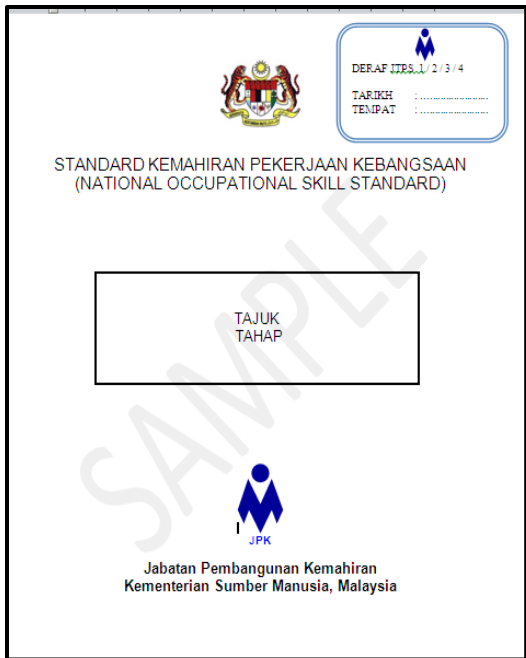 DERAF JTPS 1/2/3/4
TARIKH : ........................
TEMPAT : ........................
STANDARD KEMAHIRAN PEKERJAAN KEBANGSAAN
(NATIONAL OCCUPATIONAL SKILL STANDARD)
TAJUK
TAHAP
SAMPLE
JPK
Jabatan Pembangunan Kemahiran
Kementerian Sumber Manusia, Malaysia